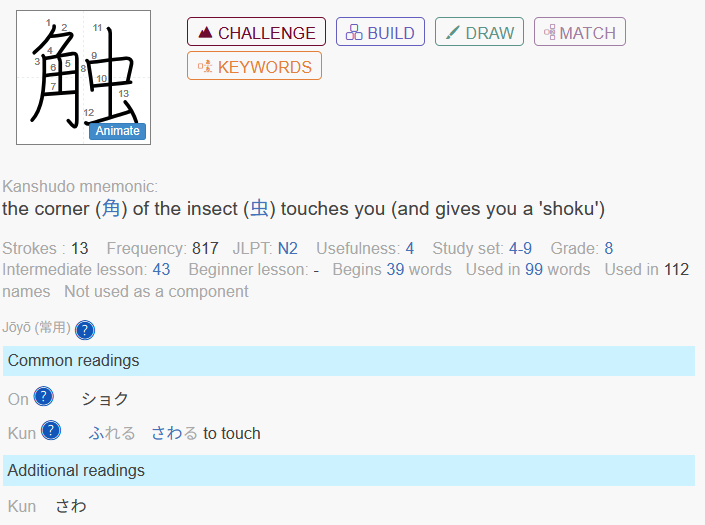 触
1 2 11 4 9 3 6 5 8 7 10 13 12
Animate
CHALLENGE BUILD DRAW MATCH
KEYWORDS
Kanshudo mnemonic:
the corner (角) of the insect (虫) touches you (and gives you a 'shoku')
Strokes : 13 Frequency: 817 JLPT: N2 Usefulness: 4 Study set: 4-9 Grade: 8
Intermediate lesson: 43 Beginner lesson: - Begins 39 words Used in 99 words Used in 112
names Not used as a component
Jōyō (常用) ?
Common readings
On ? ショク
Kun ? ふれる さわる to touch
Additional readings
Kun さわ